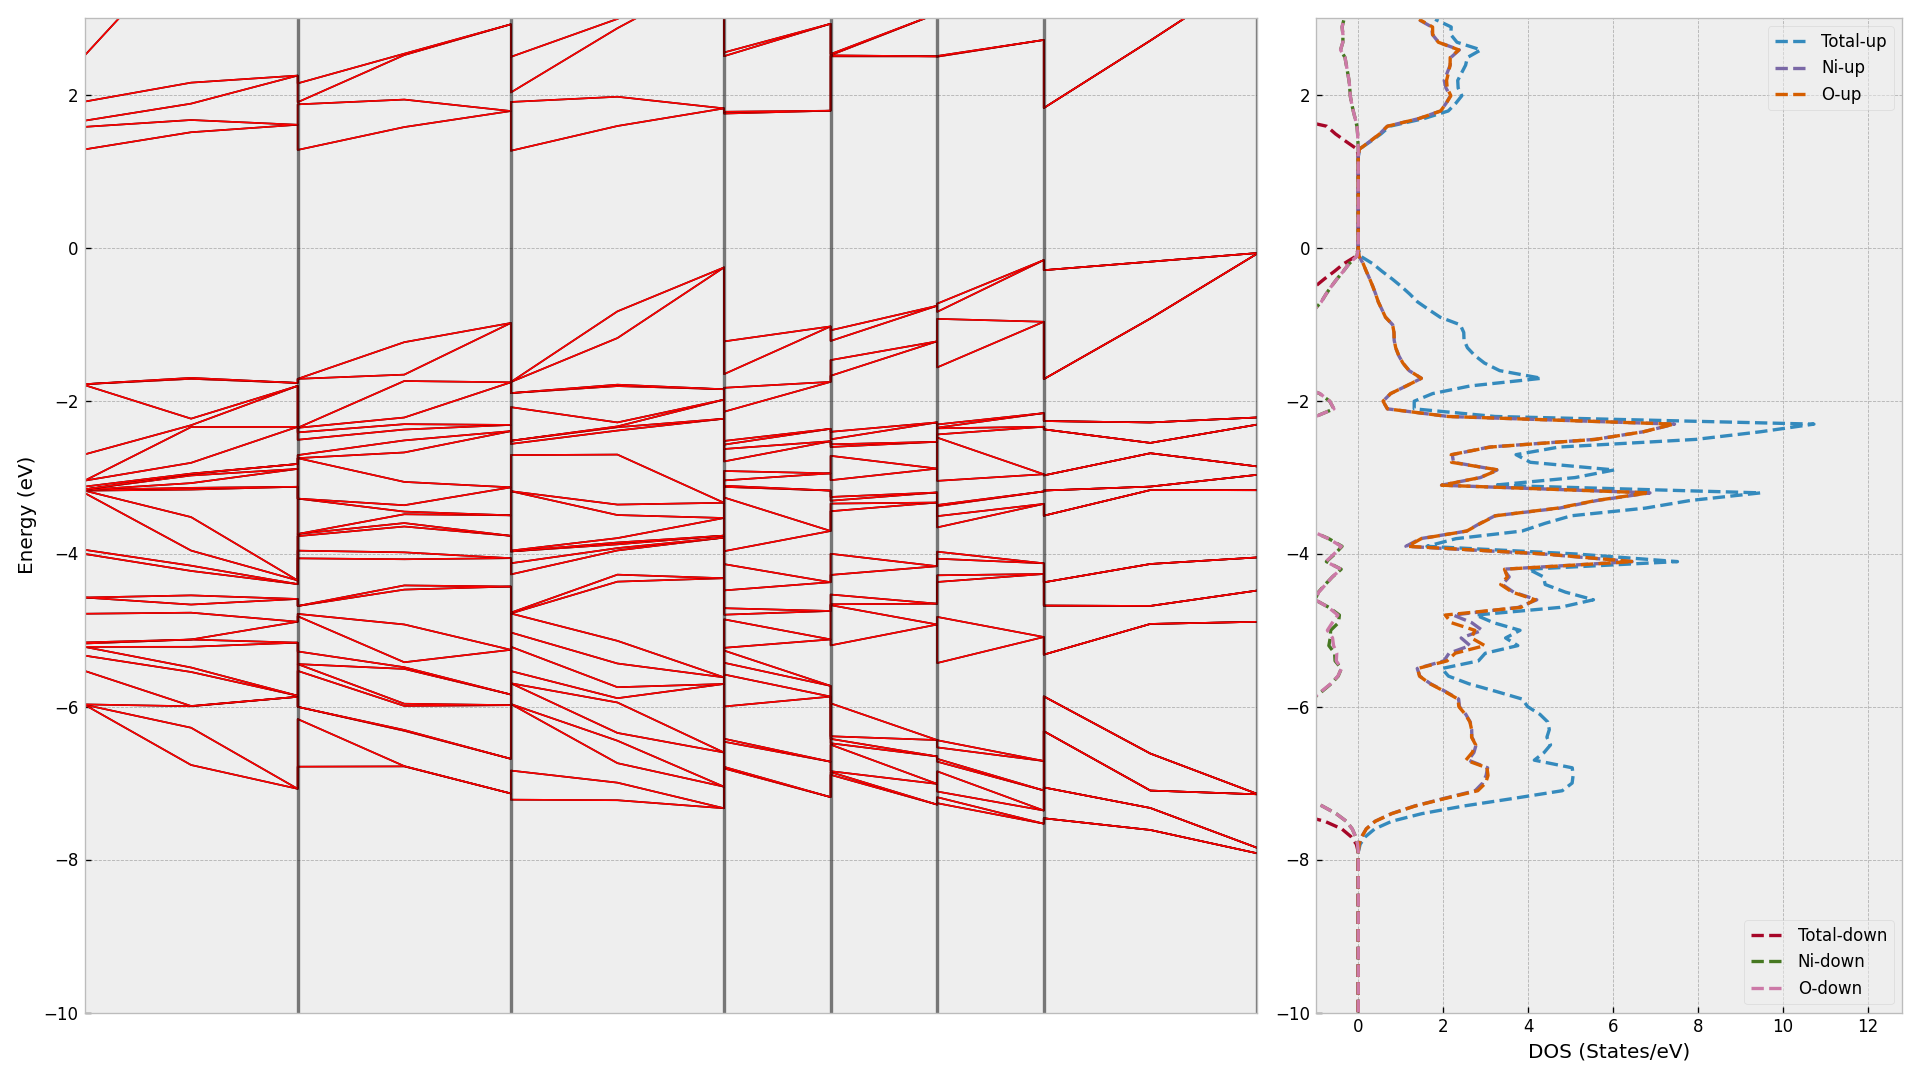 2
0
−2
−4
−6
−8
−10
Energy (eV)
2
0
−2
−4
−6
−8
−10
Total-up
Ni-up
O-up
Total-down
Ni-down
O-down
0 2 4 6 8 10 12
DOS (States/eV)